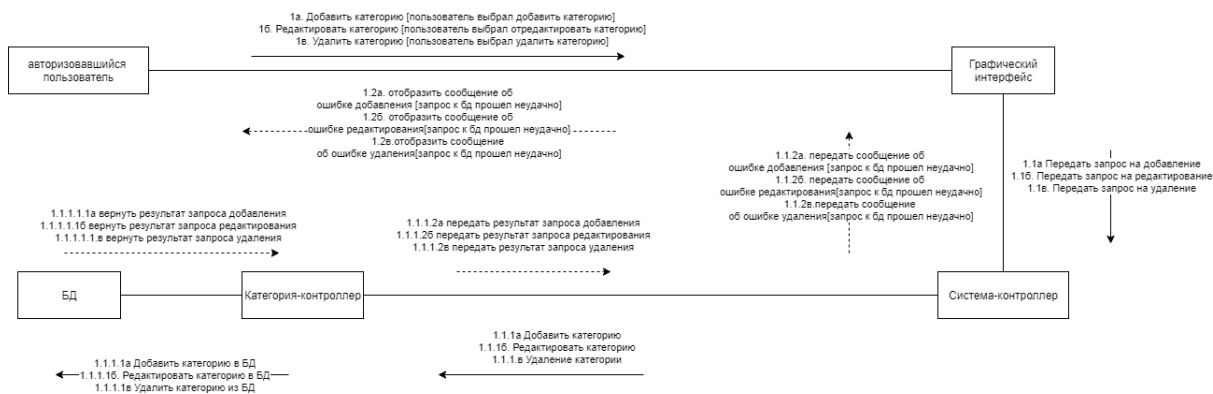 1а. Добавить категорию [пользователь выбрал добавить категорию]
1б. Редактировать категорию [пользователь выбрал отредактировать категорию]
1в. Удалить категорию [пользователь выбрал удалить категорию]
авторизовавшийся
пользователь
Графический
интерфейс
1.2а. отобразить сообщение об
ошибке добавления [запрос к бд прошел неудачно]
1.2б. отобразить сообщение об
ошибке редактирования[запрос к бд прошел неудачно]
1.2в.отобразить сообщение
об ошибке удаления[запрос к бд прошел неудачно]
1.1.2а. передать сообщение об
ошибке добавления [запрос к бд прошел неудачно]
1.1.2б. передать сообщение об
ошибке редактирования[запрос к бд прошел неудачно]
1.1.2в.передать сообщение
об ошибке удаления[запрос к бд прошел неудачно]
1.1а Передать запрос на добавление
1.1б. Передать запрос на редактирование
1.1в. Передать запрос на удаление
1.1.1.1.1а вернуть результат запроса добавления
1.1.1.1.1б вернуть результат запроса редактирования
1.1.1.1.1.в вернуть результат запроса удаления
1.1.1.2а передать результат запроса добавления
1.1.1.2б передать результат запроса редактирования
1.1.1.2в передать результат запроса удаления
БД
Категория-контроллер
Система-контроллер
1.1.1а Добавить категорию
1.1.1б. Редактировать категорию
1.1.1.в Удаление категории
1.1.1.1а Добавить категорию в БД
1.1.1.1б. Редактировать категорию в БД
1.1.1.1в Удалить категорию из БД